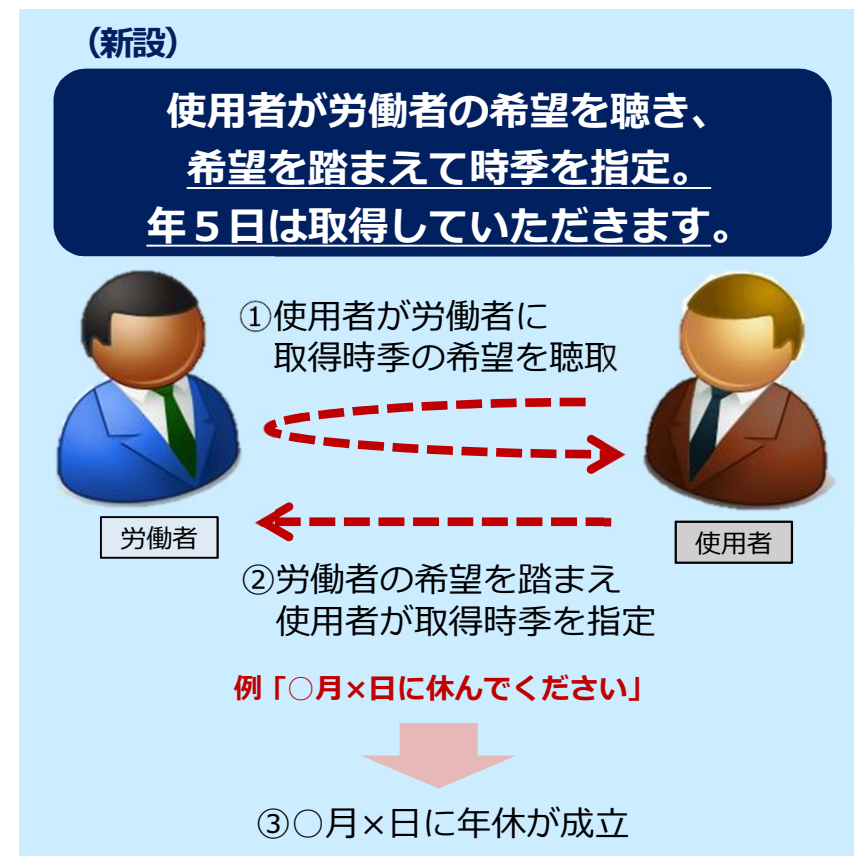 （新設）
使用者が労働者の希望を聴き、
希望を踏まえて時季を指定。
年５日は取得していただきます。
①使用者が労働者に
取得時季の希望を聴取
労働者
使用者
②労働者の希望を踏まえ
使用者が取得時季を指定
例「○月×日に休んでください」
③○月×日に年休が成立